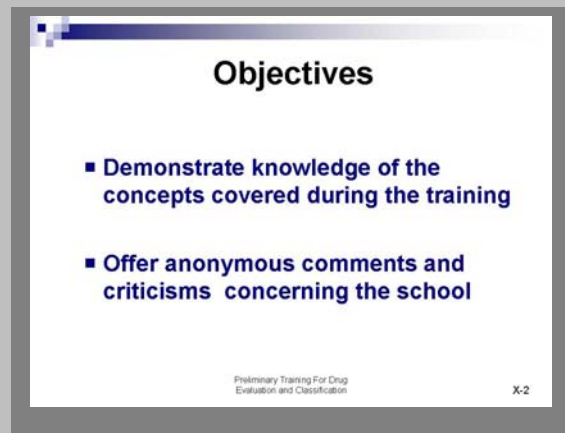 Objectives
■ Demonstrate knowledge of the
concepts covered during the training
■ Offer anonymous comments and
criticisms  concerning the school
Preliminary Training For Drug
Evaluation and Classification
X-2